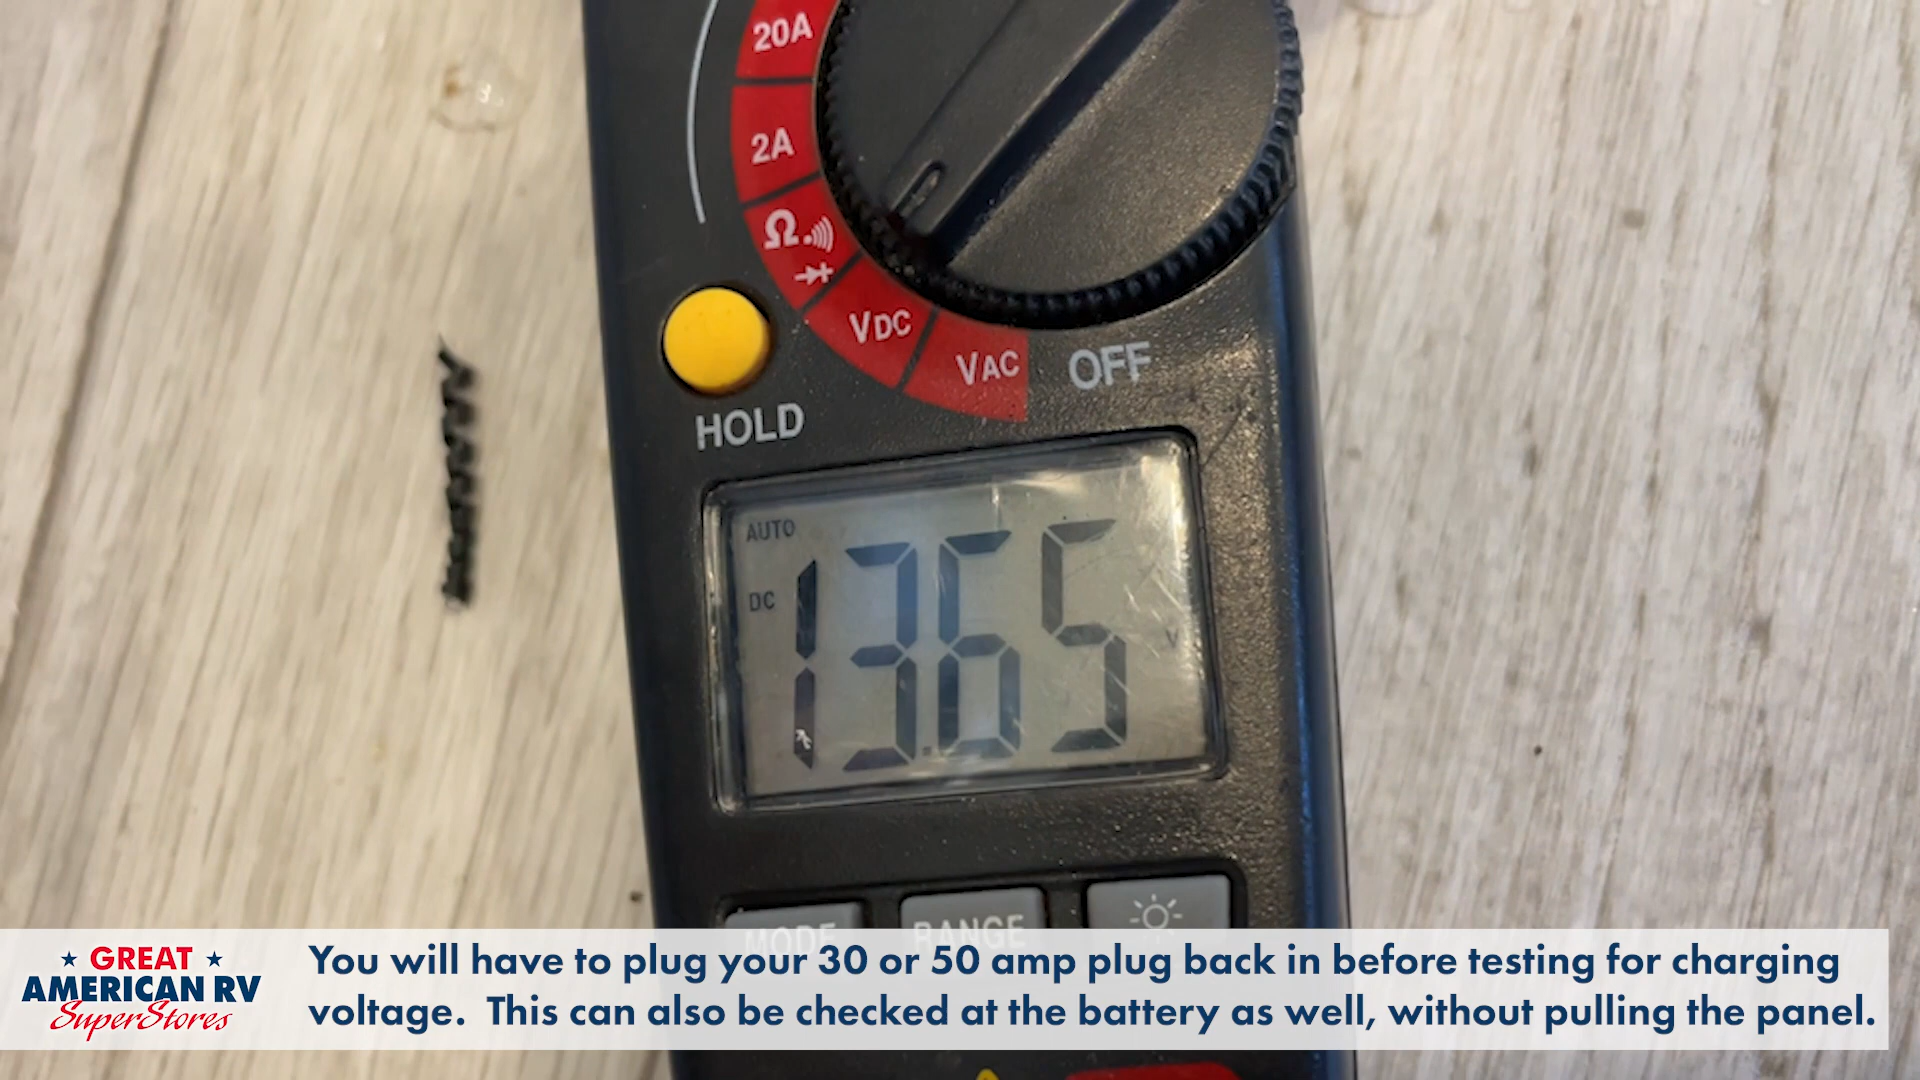 20A
2A
Ω
VDC
VAC
OFF
HOLD
AUTO
DC
13.65
V
MODE
RANGE
GREAT
AMERICAN RV
SuperStores
You will have to plug your 30 or 50 amp plug back in before testing for charging
voltage. This can also be checked at the battery as well, without pulling the panel.